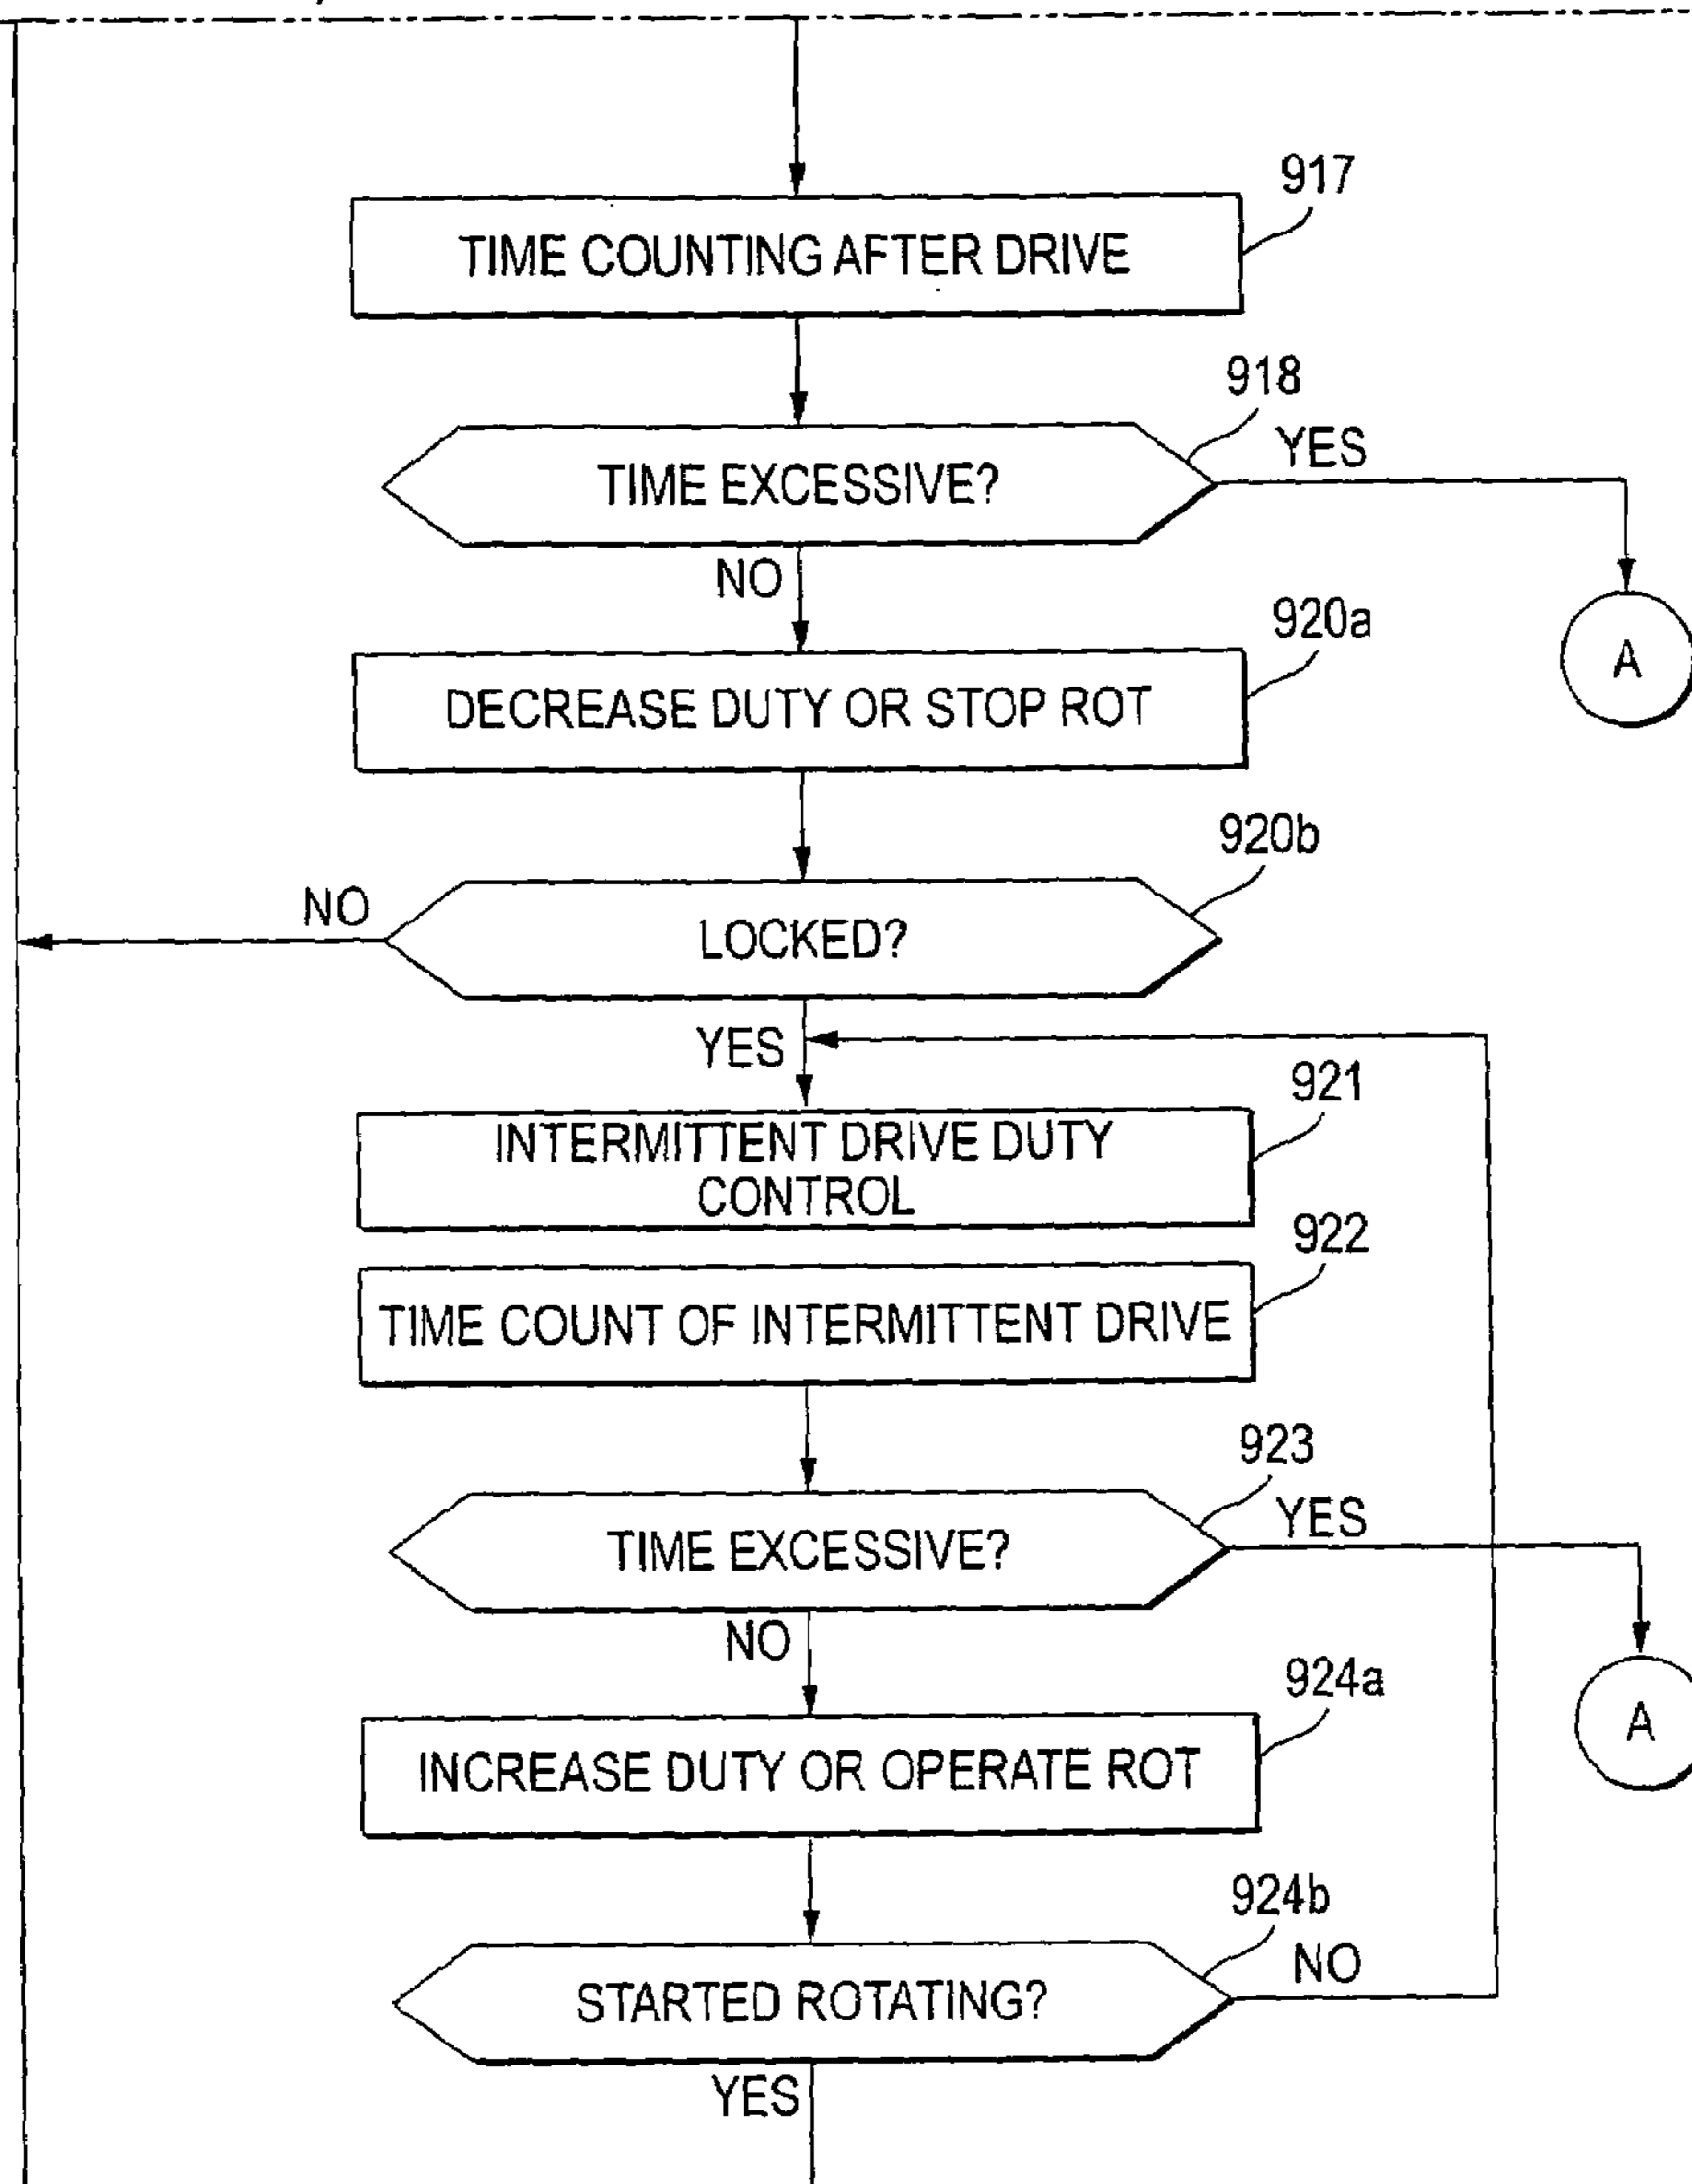 917
TIME COUNTING AFTER DRIVE
918
TIME EXCESSIVE?
YES
NO
A
920a
DECREASE DUTY OR STOP ROT
920b
NO
LOCKED?
YES
921
INTERMITTENT DRIVE DUTY
CONTROL
922
TIME COUNT OF INTERMITTENT DRIVE
923
TIME EXCESSIVE?
YES
NO
A
924a
INCREASE DUTY OR OPERATE ROT
924b
STARTED ROTATING?
NO
YES